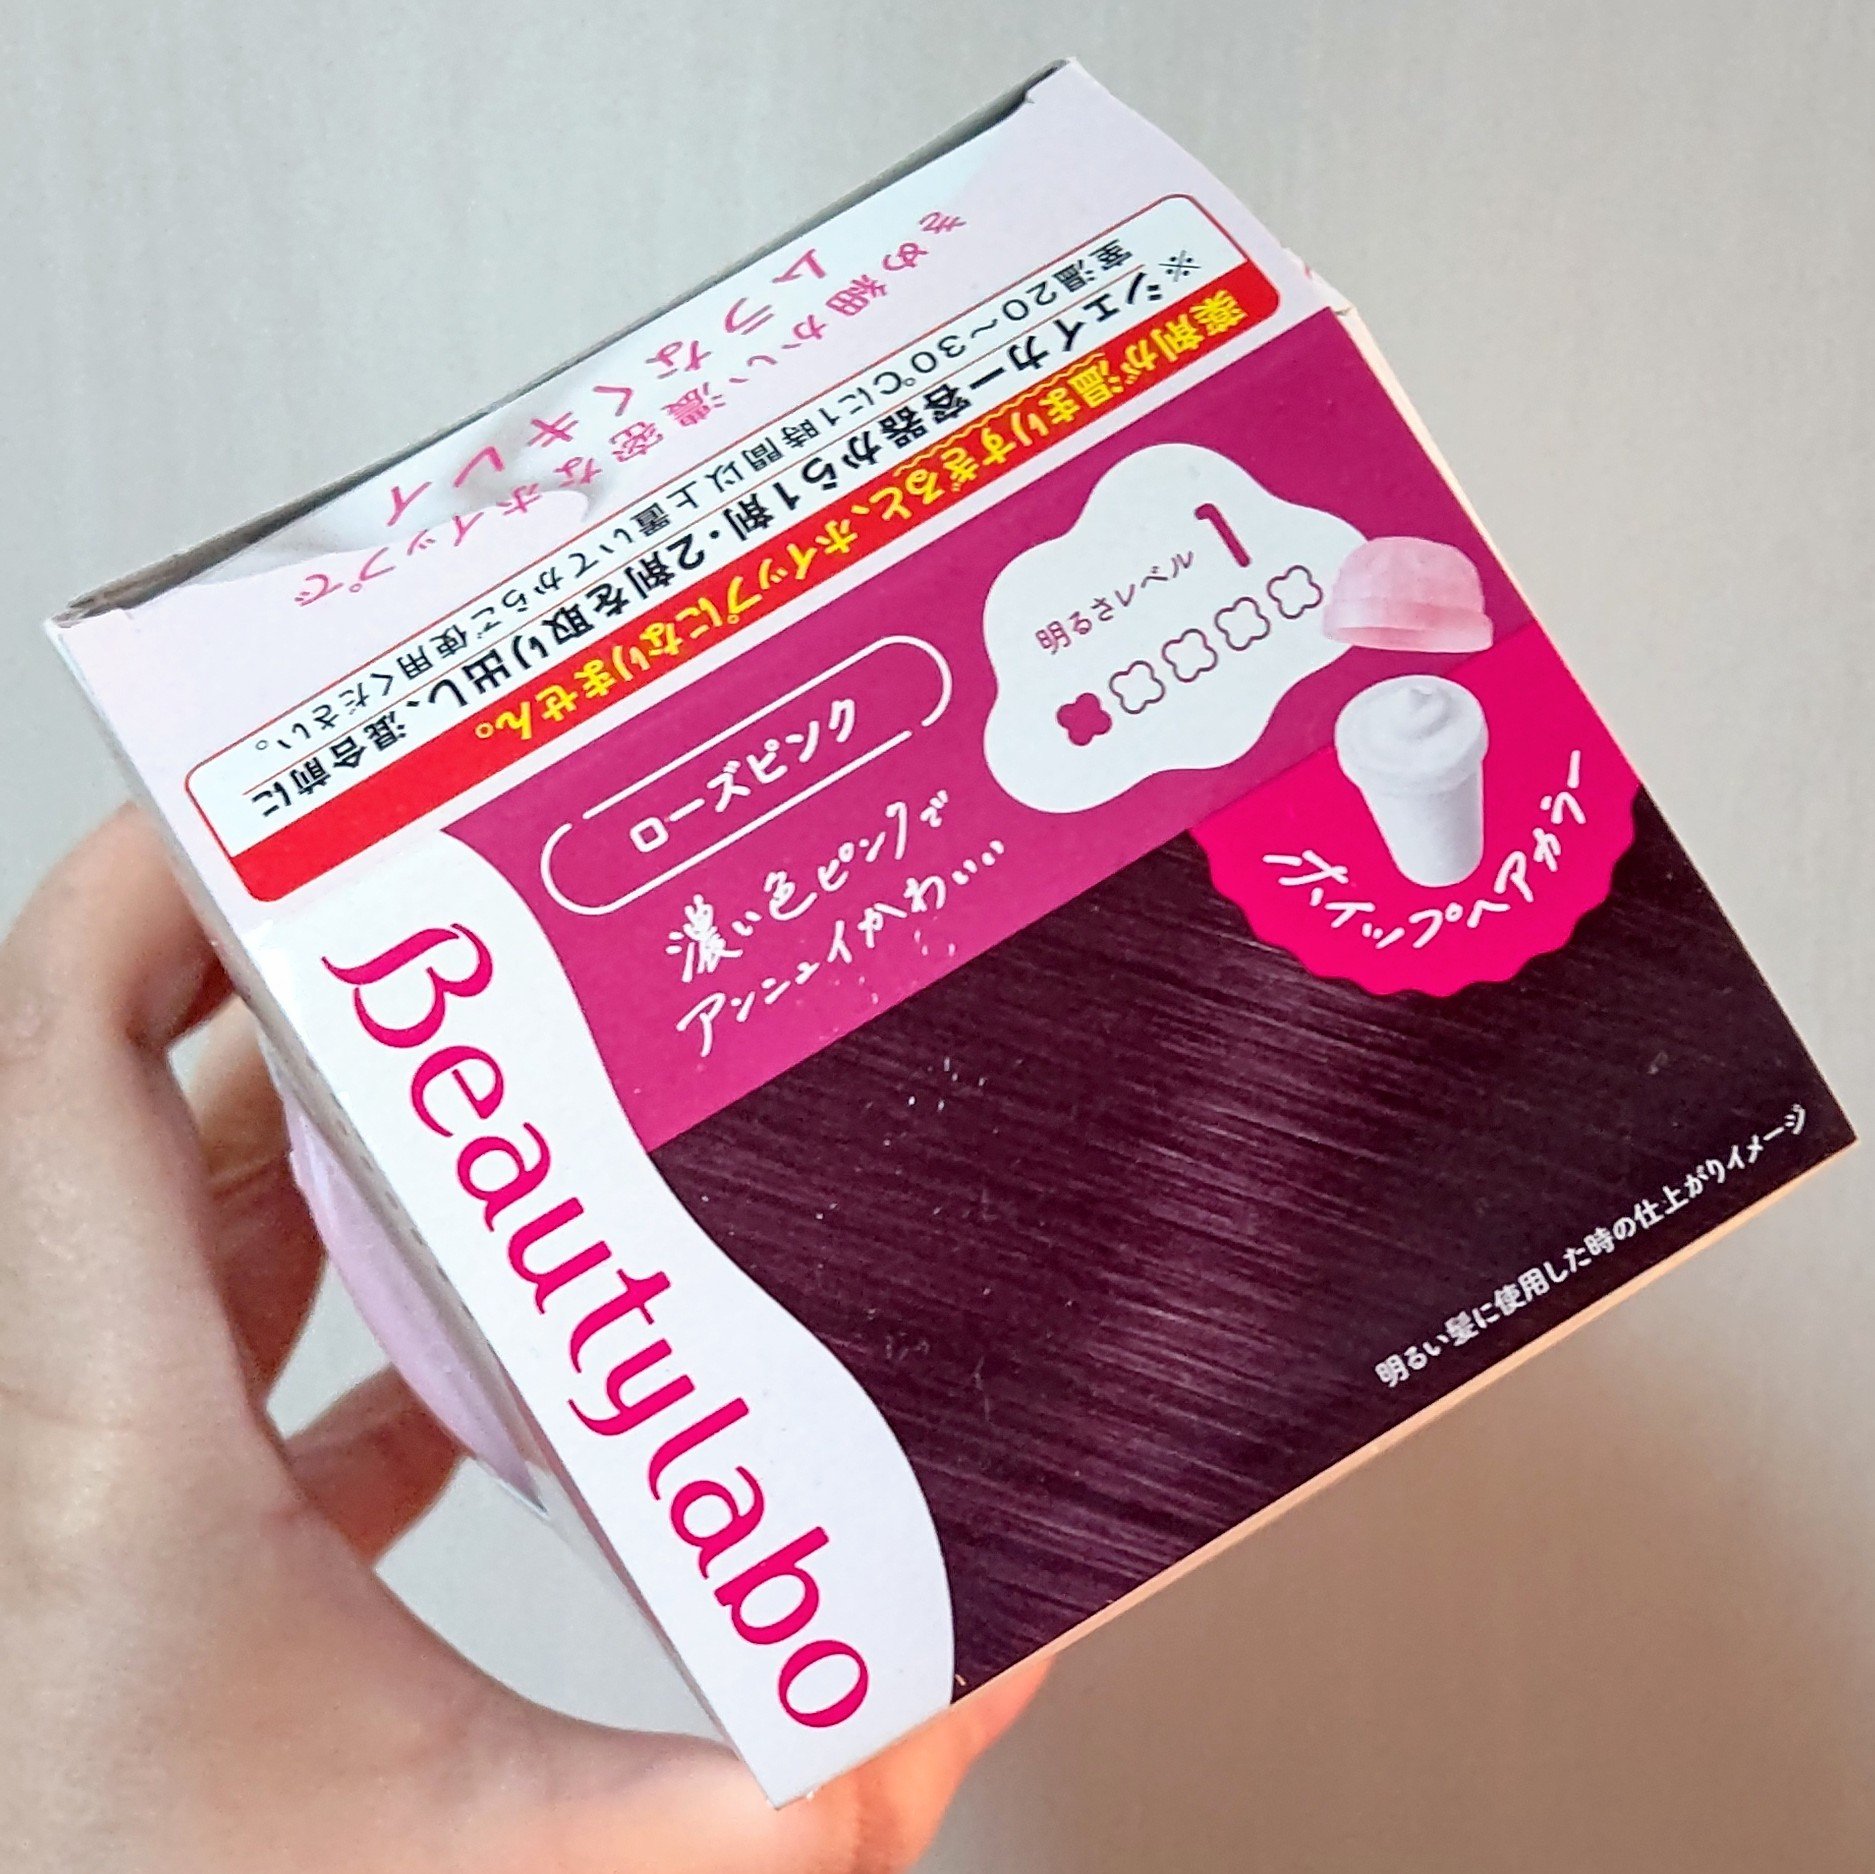 きめ細かい濃密なホイップで
ムラなくキレイ
薬剤が温まりすぎると、ホイップになりません。
※シェイカー容器から1剤・2剤を取り出し、混合前に
室温20~30℃に1時間以上置いてからご使用ください。
Beautylabo
ローズピンク
濃い色ピンクで
アンニュイかわいい
明るさレベル 1
ホイップヘアカラー
明るい髪に使用した時の仕上がりイメージ